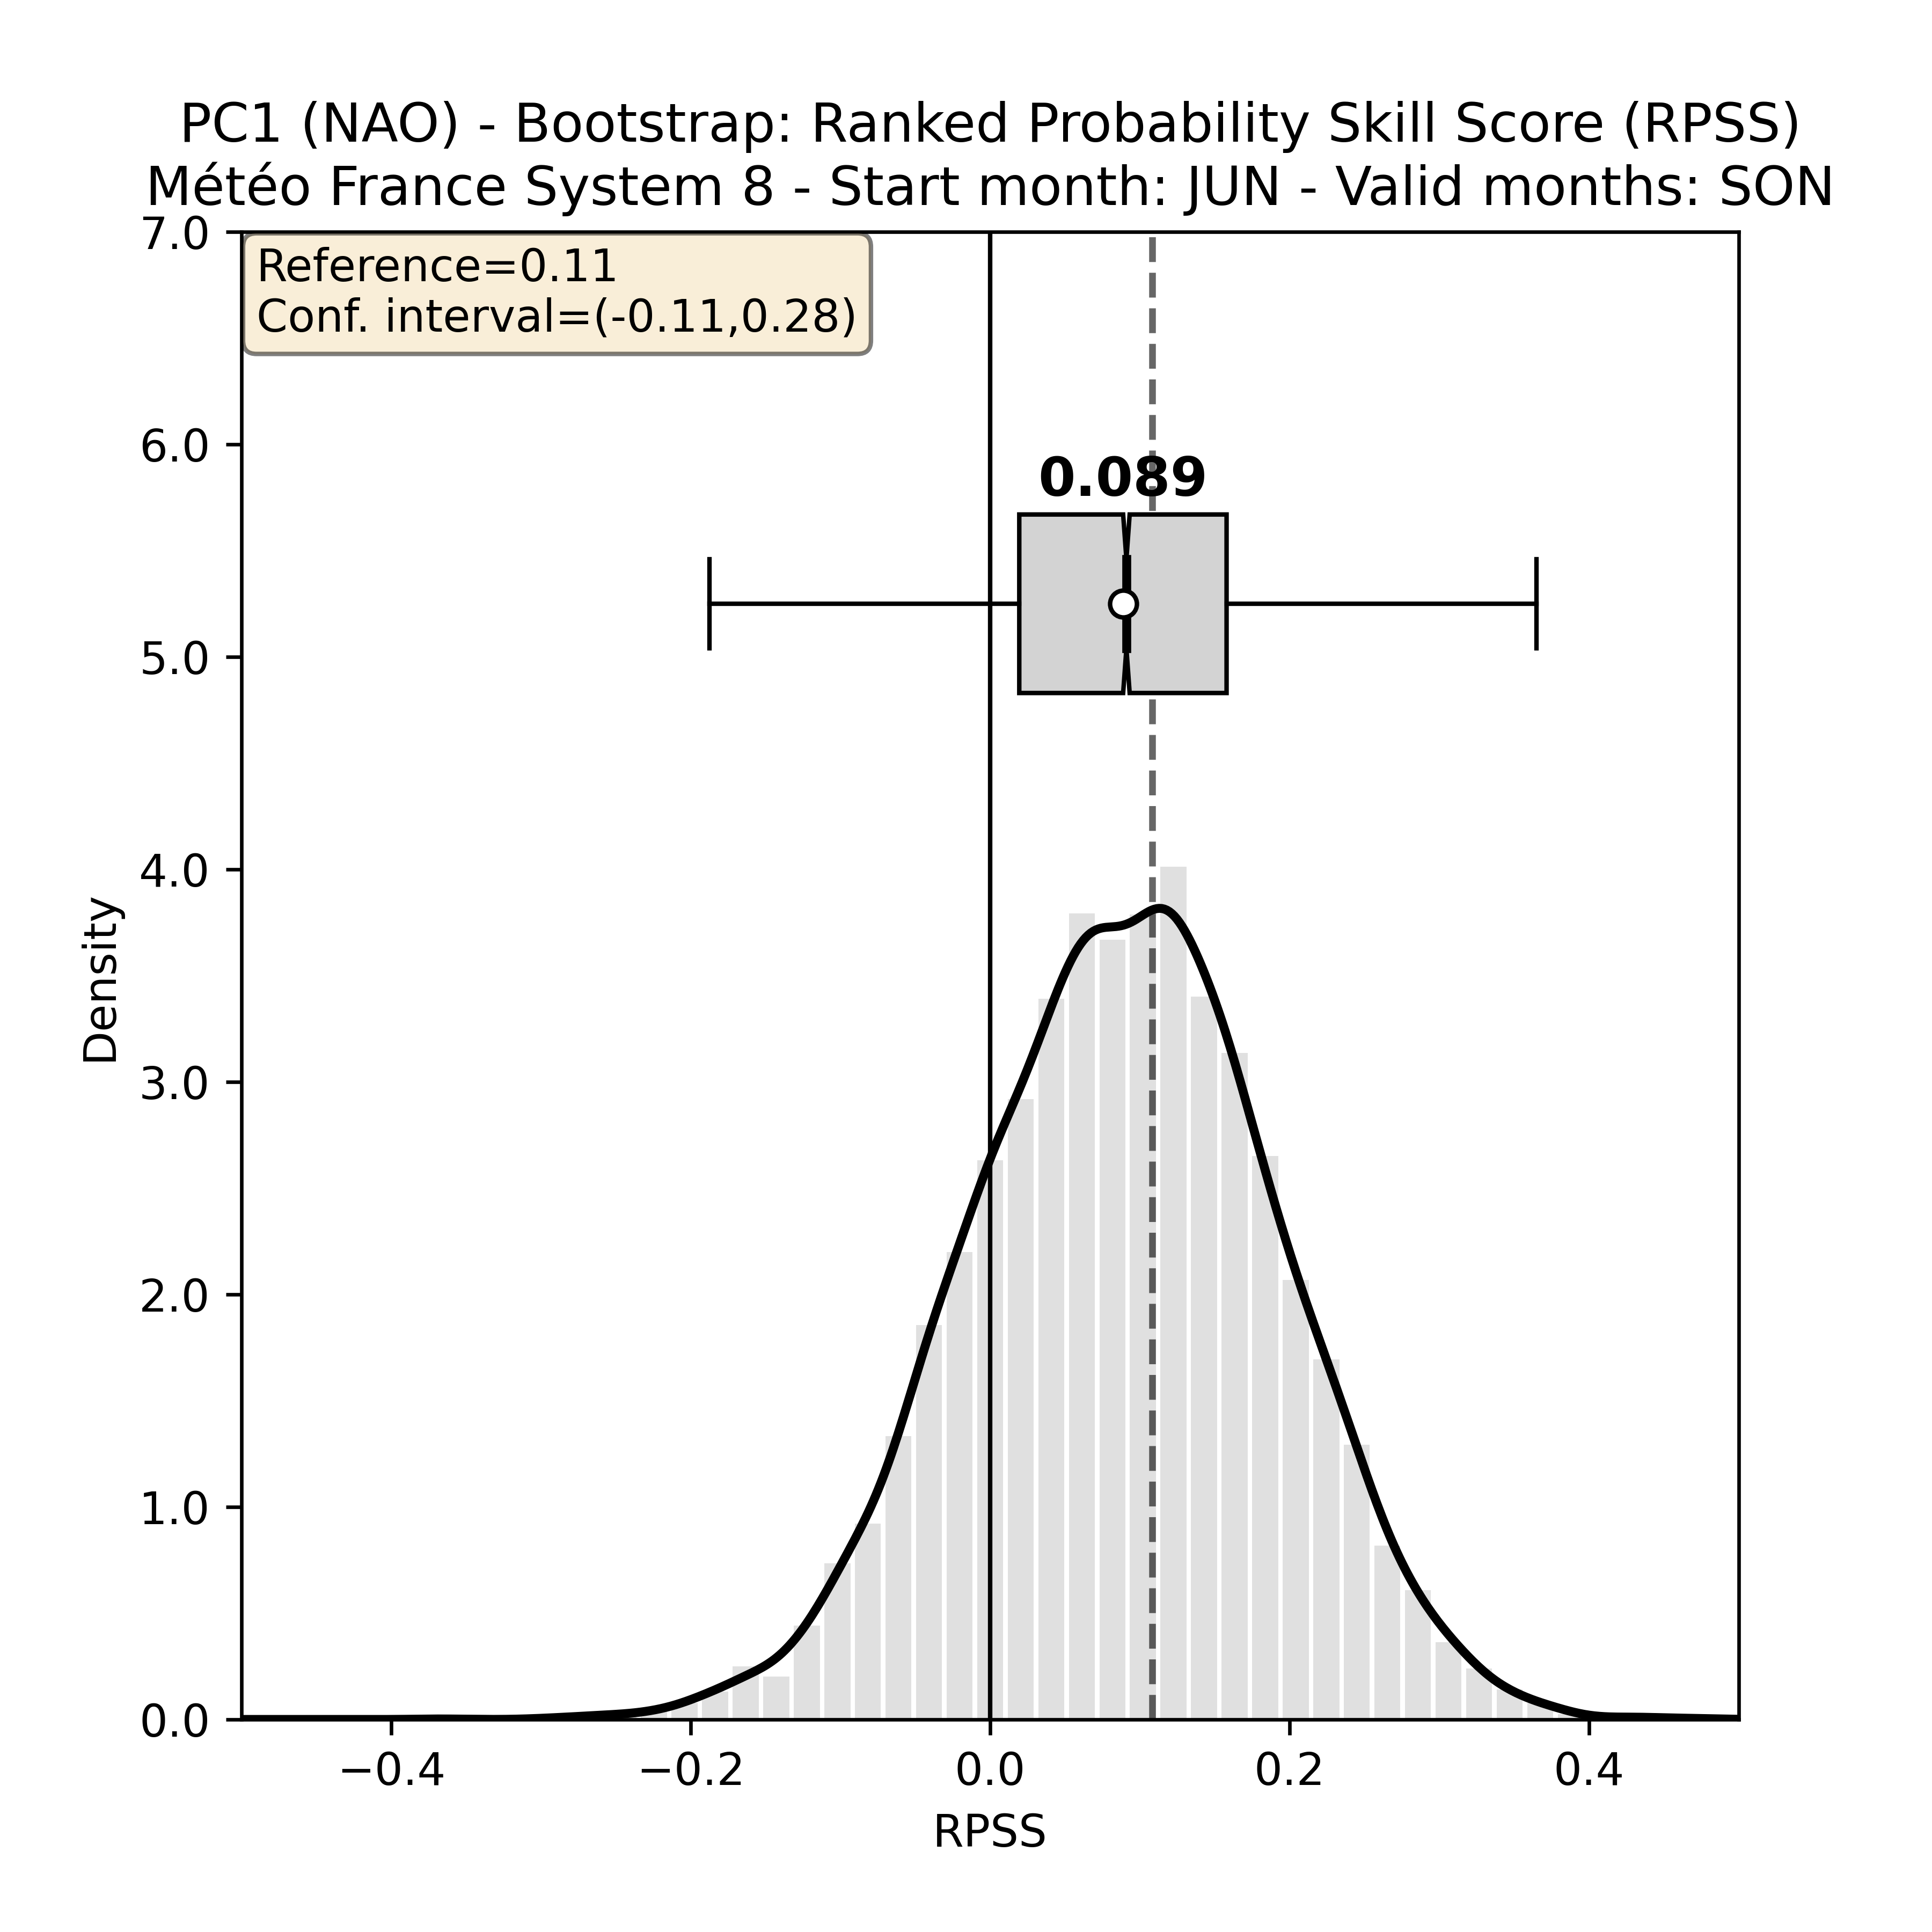 PC1 (NAO) - Bootstrap: Ranked Probability Skill Score (RPSS)
Météo France System 8 - Start month: JUN - Valid months: SON
7.0
Reference=0.11
Conf. interval=(-0.11,0.28)
6.0
0.089
5.0
4.0
Density
3.0
2.0
1.0
0.0
−0.4 −0.2 0.0 0.2 0.4
RPSS